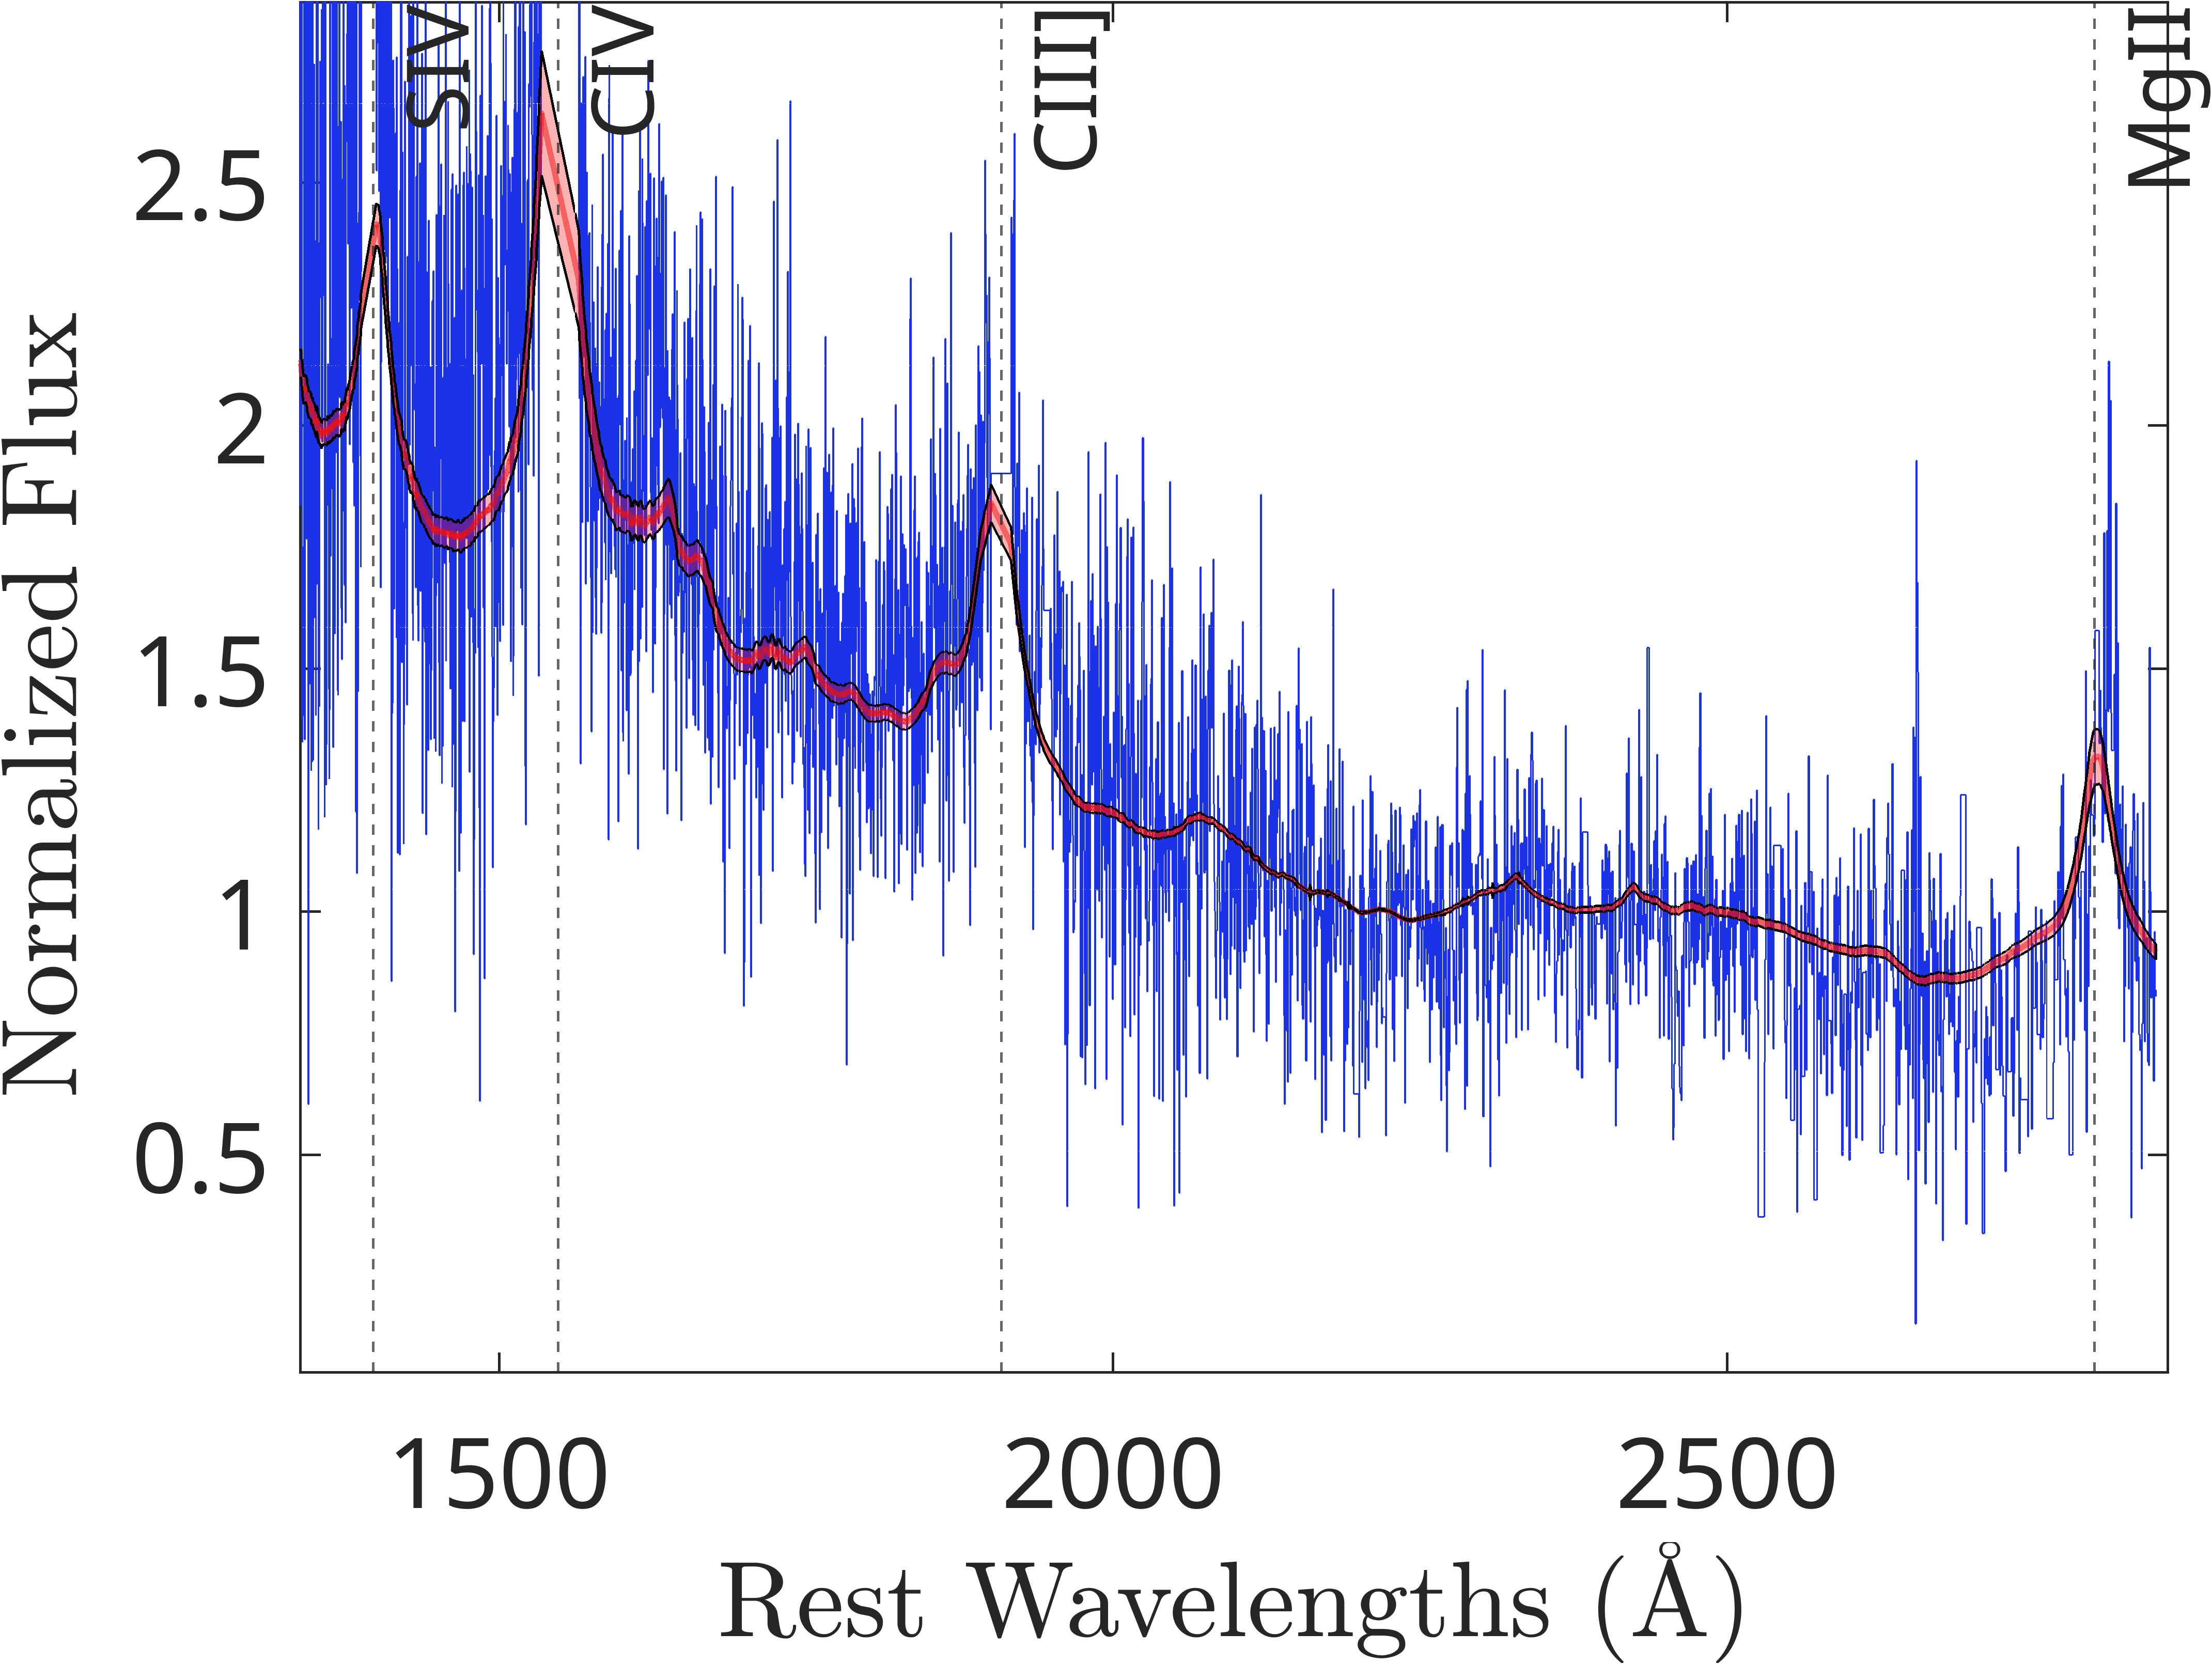 SIV
CIV
CIII]
MgII
2.5
2
1.5
1
0.5
Normalized Flux
1500
2000
2500
Rest Wavelengths (Å)